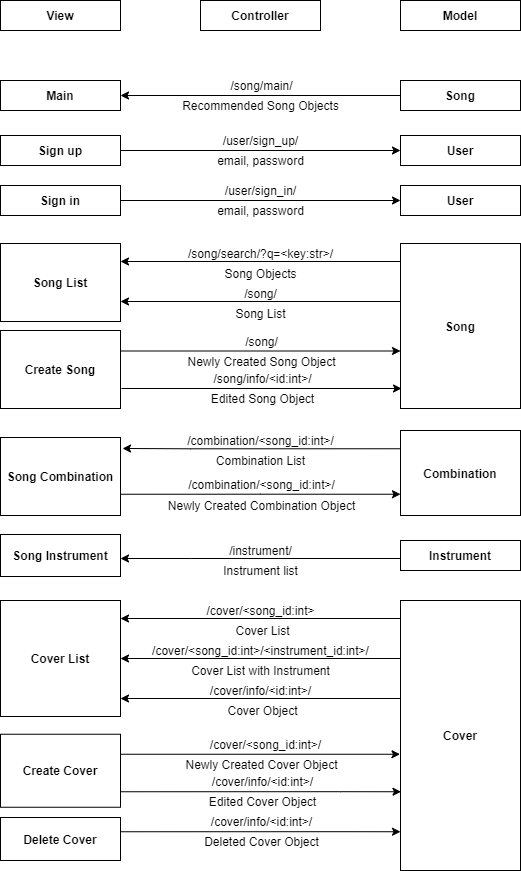 View
Controller
Model
Main
/song/main/
Recommended Song Objects
Song
Sign up
/user/sign_up/
email, password
User
Sign in
/user/sign_in/
email, password
User
Song List
/song/search/?q=<key:str>/
Song Objects
/song/
Song List
Song
Create Song
/song/
Newly Created Song Object
/song/info/<id:int>/
Edited Song Object
Song Combination
/combination/<song_id:int>/
Combination List
/combination/<song_id:int>/
Newly Created Combination Object
Combination
Song Instrument
/instrument/
Instrument list
Instrument
Cover List
/cover/<song_id:int>
Cover List
/cover/<song_id:int>/<instrument_id:int>/
Cover List with Instrument
/cover/info/<id:int>/
Cover Object
Cover
Create Cover
/cover/<song_id:int>/
Newly Created Cover Object
/cover/info/<id:int>/
Edited Cover Object
Delete Cover
/cover/info/<id:int>/
Deleted Cover Object